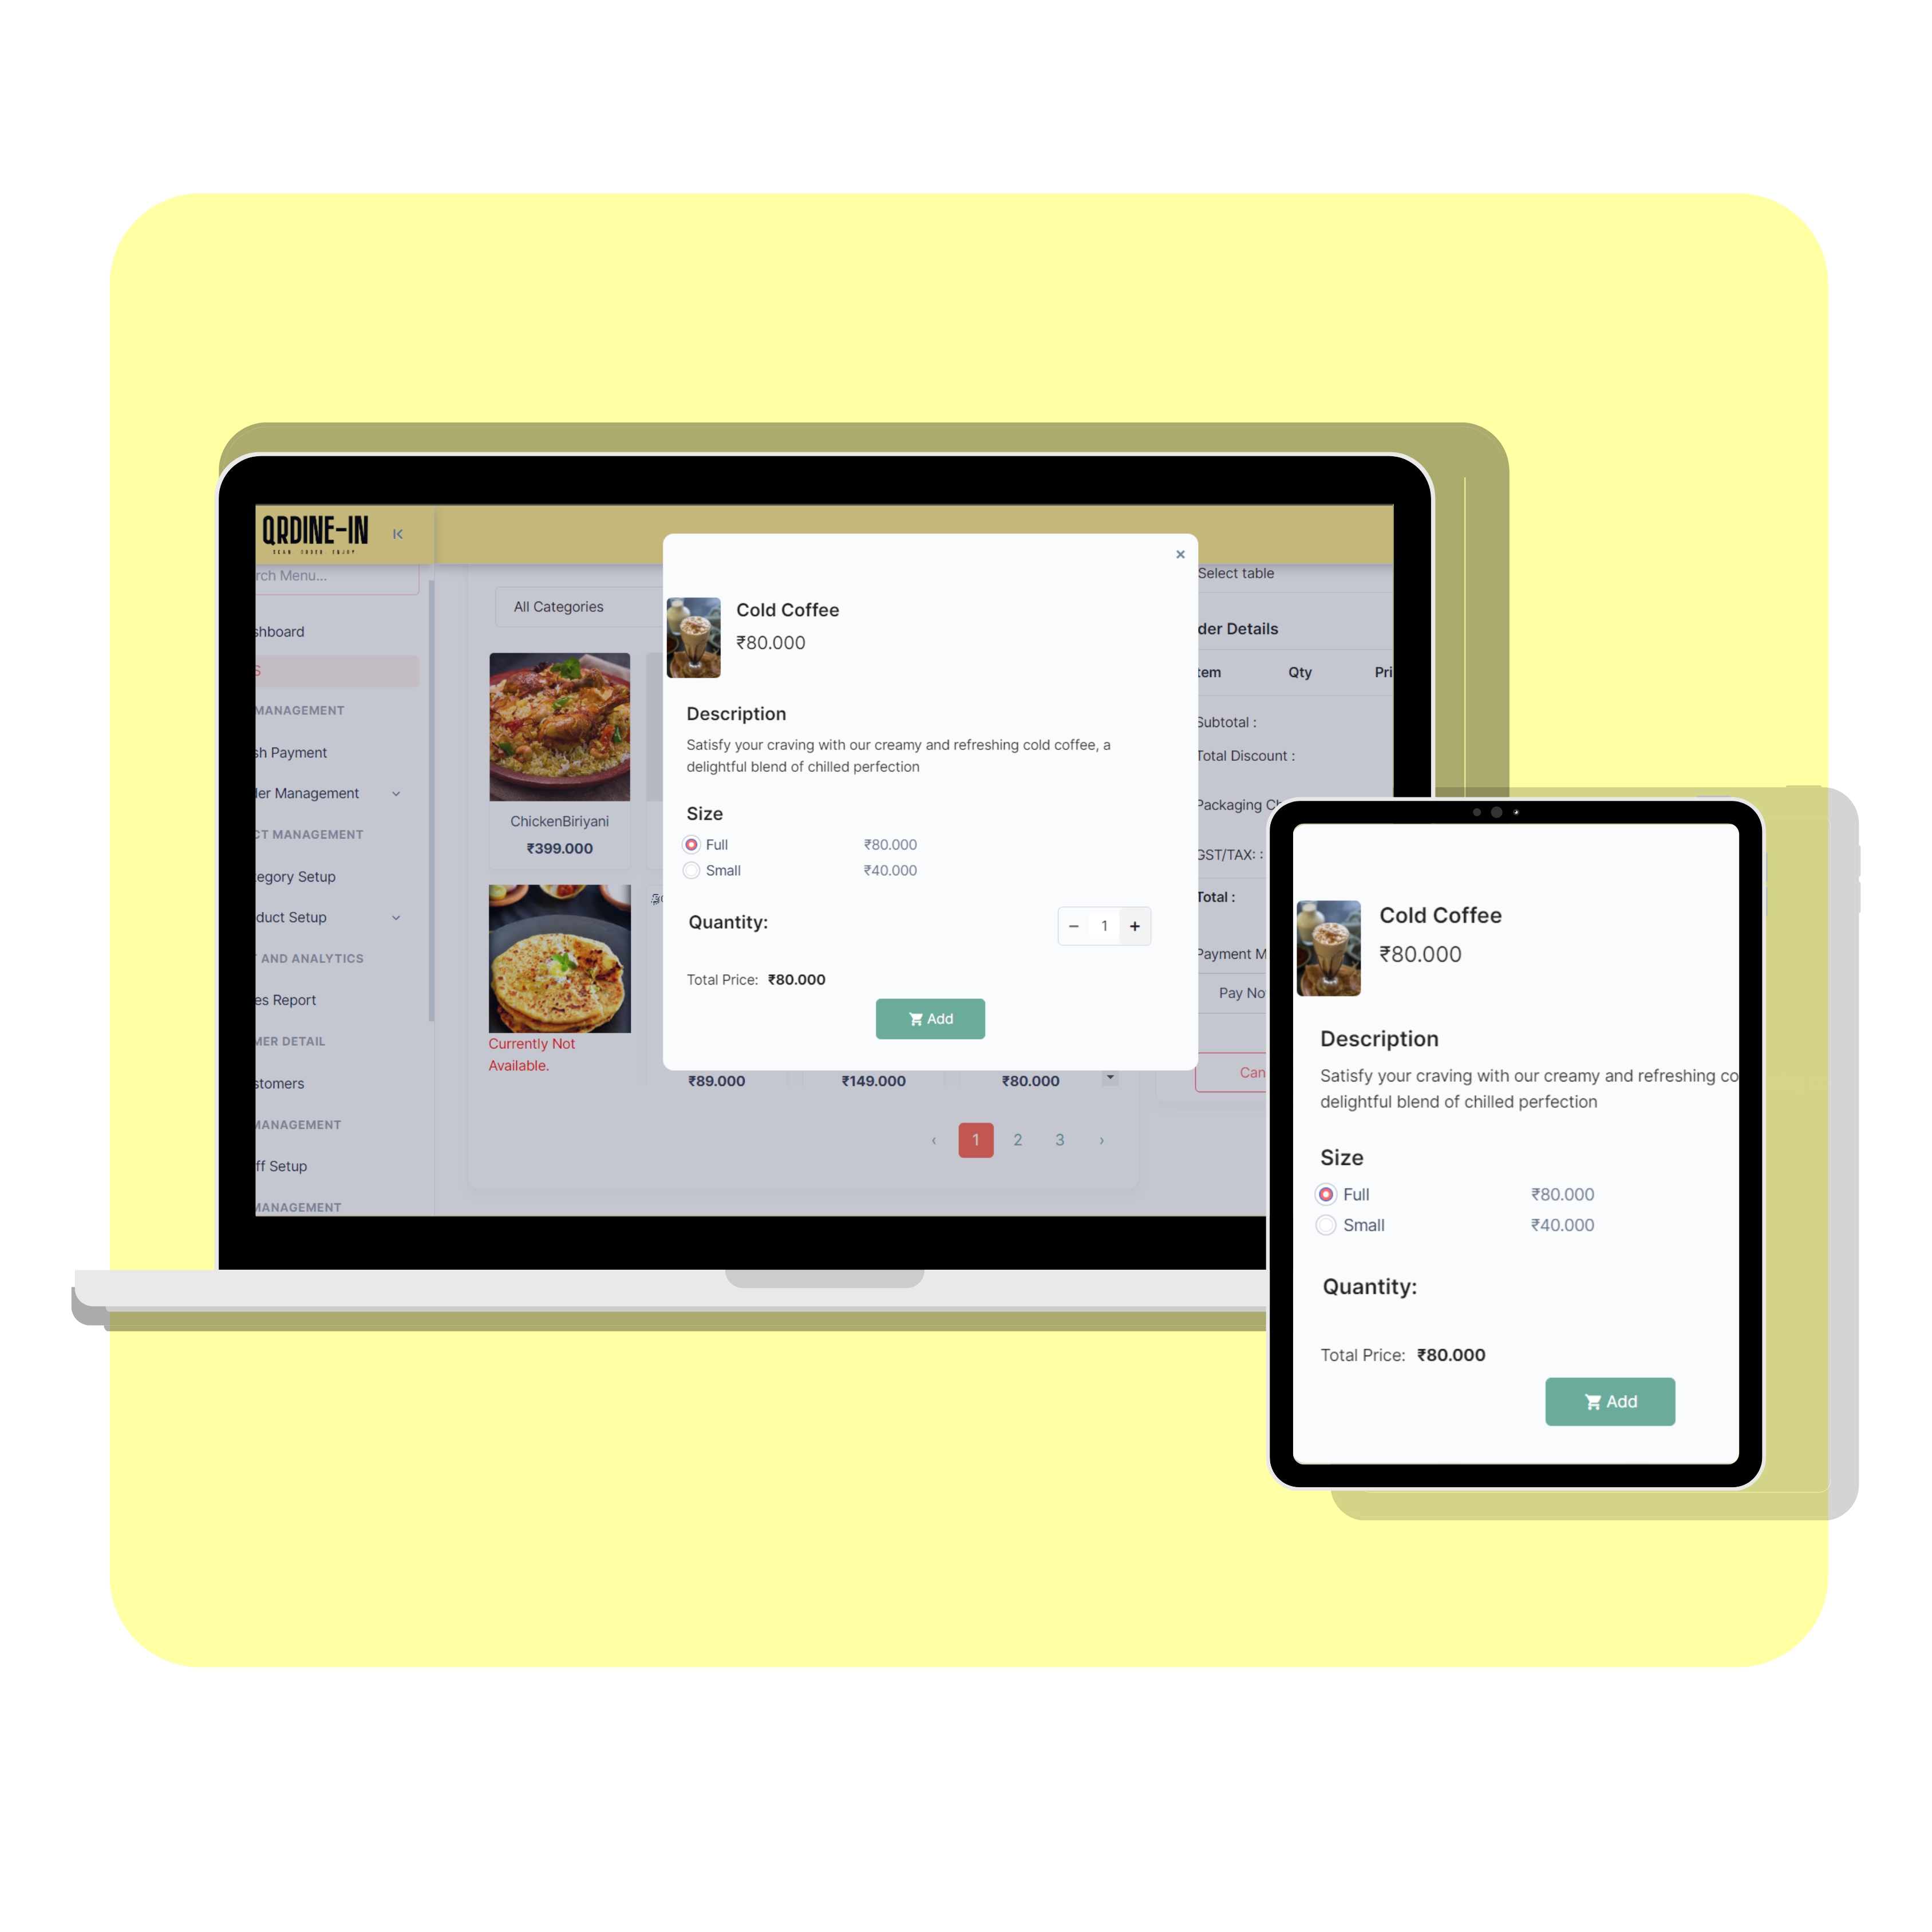 QRDINE-IN
SCAN ORDER ENJOY
rch Menu...
shboard
S
MANAGEMENT
sh Payment
ler Management
CT MANAGEMENT
egory Setup
duct Setup
AND ANALYTICS
es Report
MER DETAIL
stomers
MANAGEMENT
ff Setup
MANAGEMENT
All Categories
ChickenBiriyani
₹399.000
Currently Not
Available.
₹89.000
₹149.000
₹80.000
‹ 1 2 3 ›
×
Cold Coffee
₹80.000
Description
Satisfy your craving with our creamy and refreshing cold coffee, a
delightful blend of chilled perfection
Size
Full ₹80.000
Small ₹40.000
Quantity: − 1 +
Total Price: ₹80.000
Add
Select table
der Details
tem Qty Pri
Subtotal :
Total Discount :
Packaging Ch
GST/TAX: :
Total :
Payment M
Pay No
Can
Cold Coffee
₹80.000
Description
Satisfy your craving with our creamy and refreshing co
delightful blend of chilled perfection
Size
Full ₹80.000
Small ₹40.000
Quantity:
Total Price: ₹80.000
Add